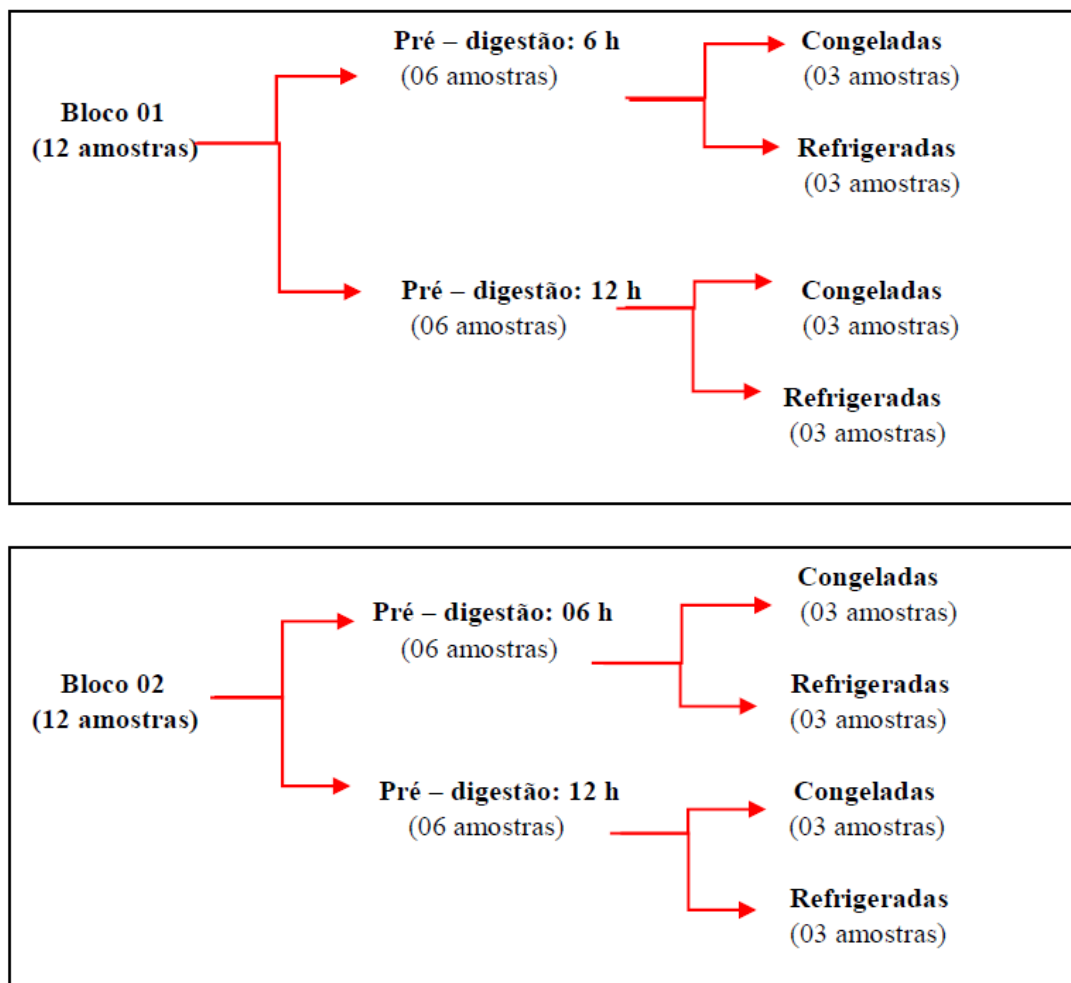 Bloco 01
(12 amostras)
Pré – digestão: 6 h
(06 amostras)
Congeladas
(03 amostras)
Refrigeradas
(03 amostras)
Pré – digestão: 12 h
(06 amostras)
Congeladas
(03 amostras)
Refrigeradas
(03 amostras)
Bloco 02
(12 amostras)
Pré – digestão: 06 h
(06 amostras)
Congeladas
(03 amostras)
Refrigeradas
(03 amostras)
Pré – digestão: 12 h
(06 amostras)
Congeladas
(03 amostras)
Refrigeradas
(03 amostras)